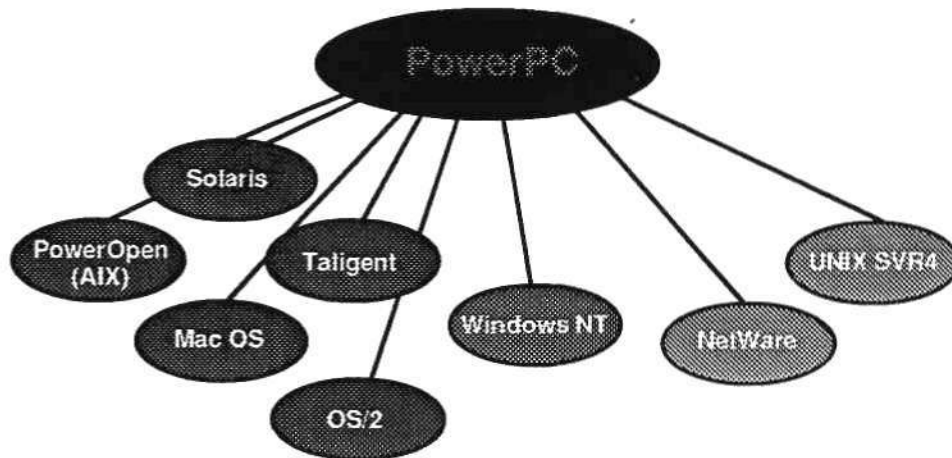 PowerPC
Solaris
PowerOpen
(AIX)
Taligent
UNIX SVR4
Mac OS
Windows NT
NetWare
OS/2